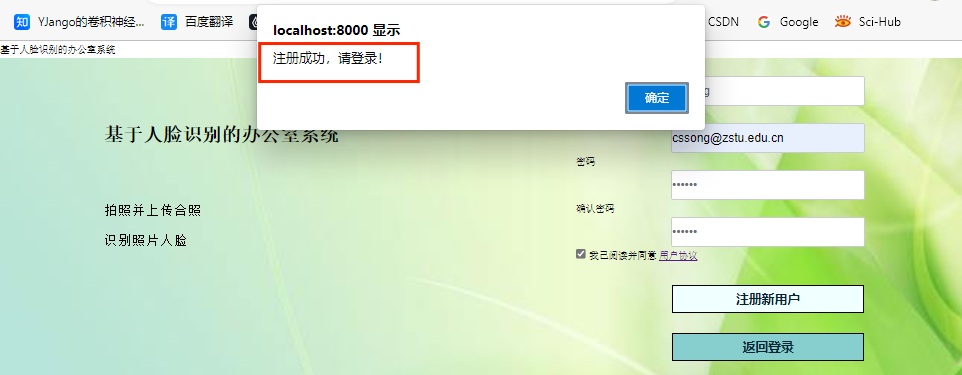 知 YJango的卷积神经... 译 百度翻译 CSDN Google Sci-Hub
localhost:8000 显示
注册成功，请登录！
确定
基于人脸识别的办公室系统
基于人脸识别的办公室系统
cssong@zstu.edu.cn
密码
••••••
拍照并上传合照
确认密码
••••••
识别照片人脸
我已阅读并同意 用户协议
注册新用户
返回登录